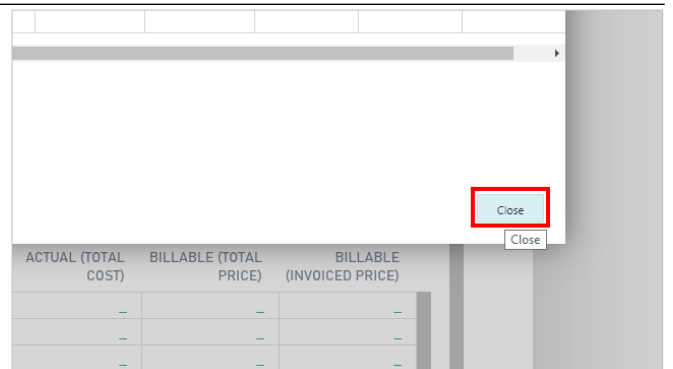 Close
Close
ACTUAL (TOTAL COST)
BILLABLE (TOTAL PRICE)
BILLABLE (INVOICED PRICE)
– – –
– – –
– – –